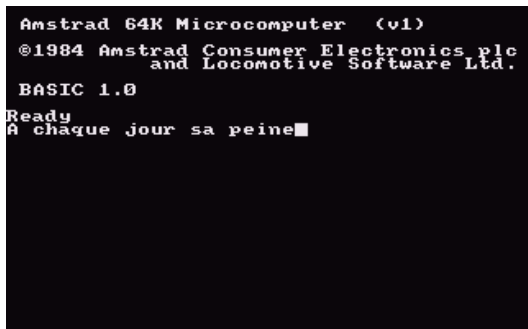 Amstrad 64K Microcomputer (v1)
©1984 Amstrad Consumer Electronics plc
and Locomotive Software Ltd.
BASIC 1.0
Ready
A chaque jour sa peine